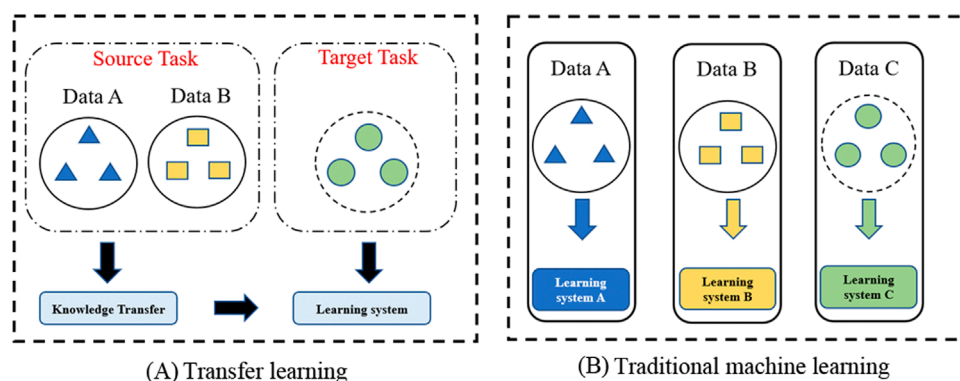 Source Task
Target Task
Data A
Data B
Knowledge Transfer
Learning system
(A) Transfer learning
Data A
Data B
Data C
Learning
system A
Learning
system B
Learning
system C
(B) Traditional machine learning